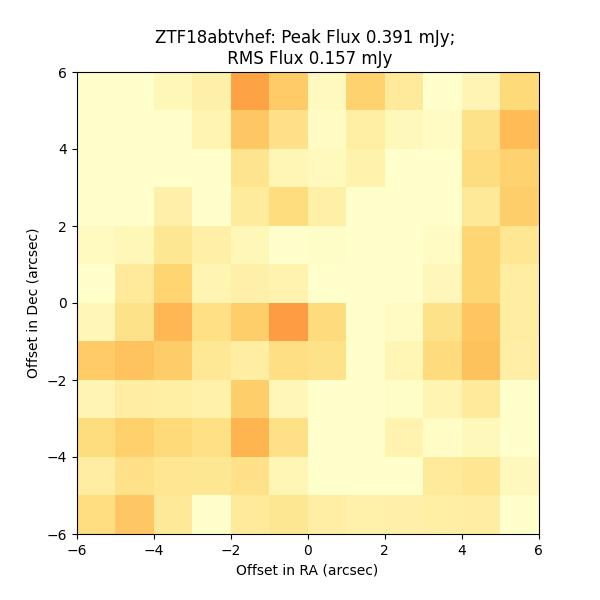 ZTF18abtvhef: Peak Flux 0.391 mJy;
RMS Flux 0.157 mJy
6
4
2
0
−2
−4
−6
Offset in Dec (arcsec)
−6 −4 −2 0 2 4 6
Offset in RA (arcsec)